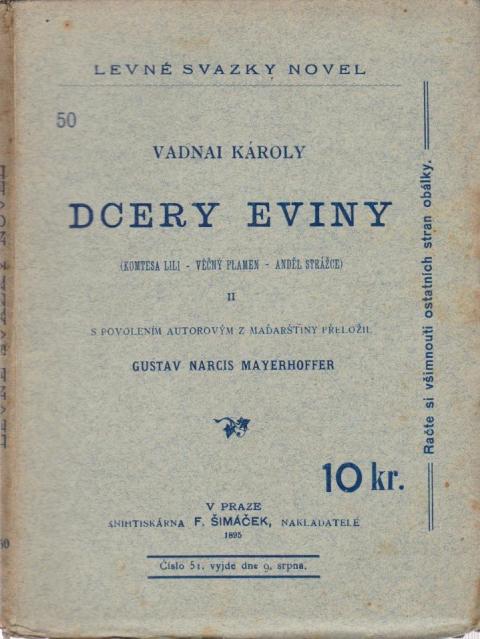 LEVNÉ SVAZKY NOVEL
50
VADNAI KÁROLY
DCERY EVINY
(KOMTESA LILI - VĚČNÝ PLAMEN - ANDĚL STRÁŽCE)
II
S POVOLENÍM AUTOROVÝM Z MAĎARŠTINY PŘELOŽIL
GUSTAV NARCIS MAYERHOFFER
10 kr.
V PRAZE
KNIHTISKÁRNA F. ŠIMÁČEK, NAKLADATELÉ
1895
Číslo 51. vyjde dne 9. srpna.
Račte si všimnouti ostatních stran obálky.